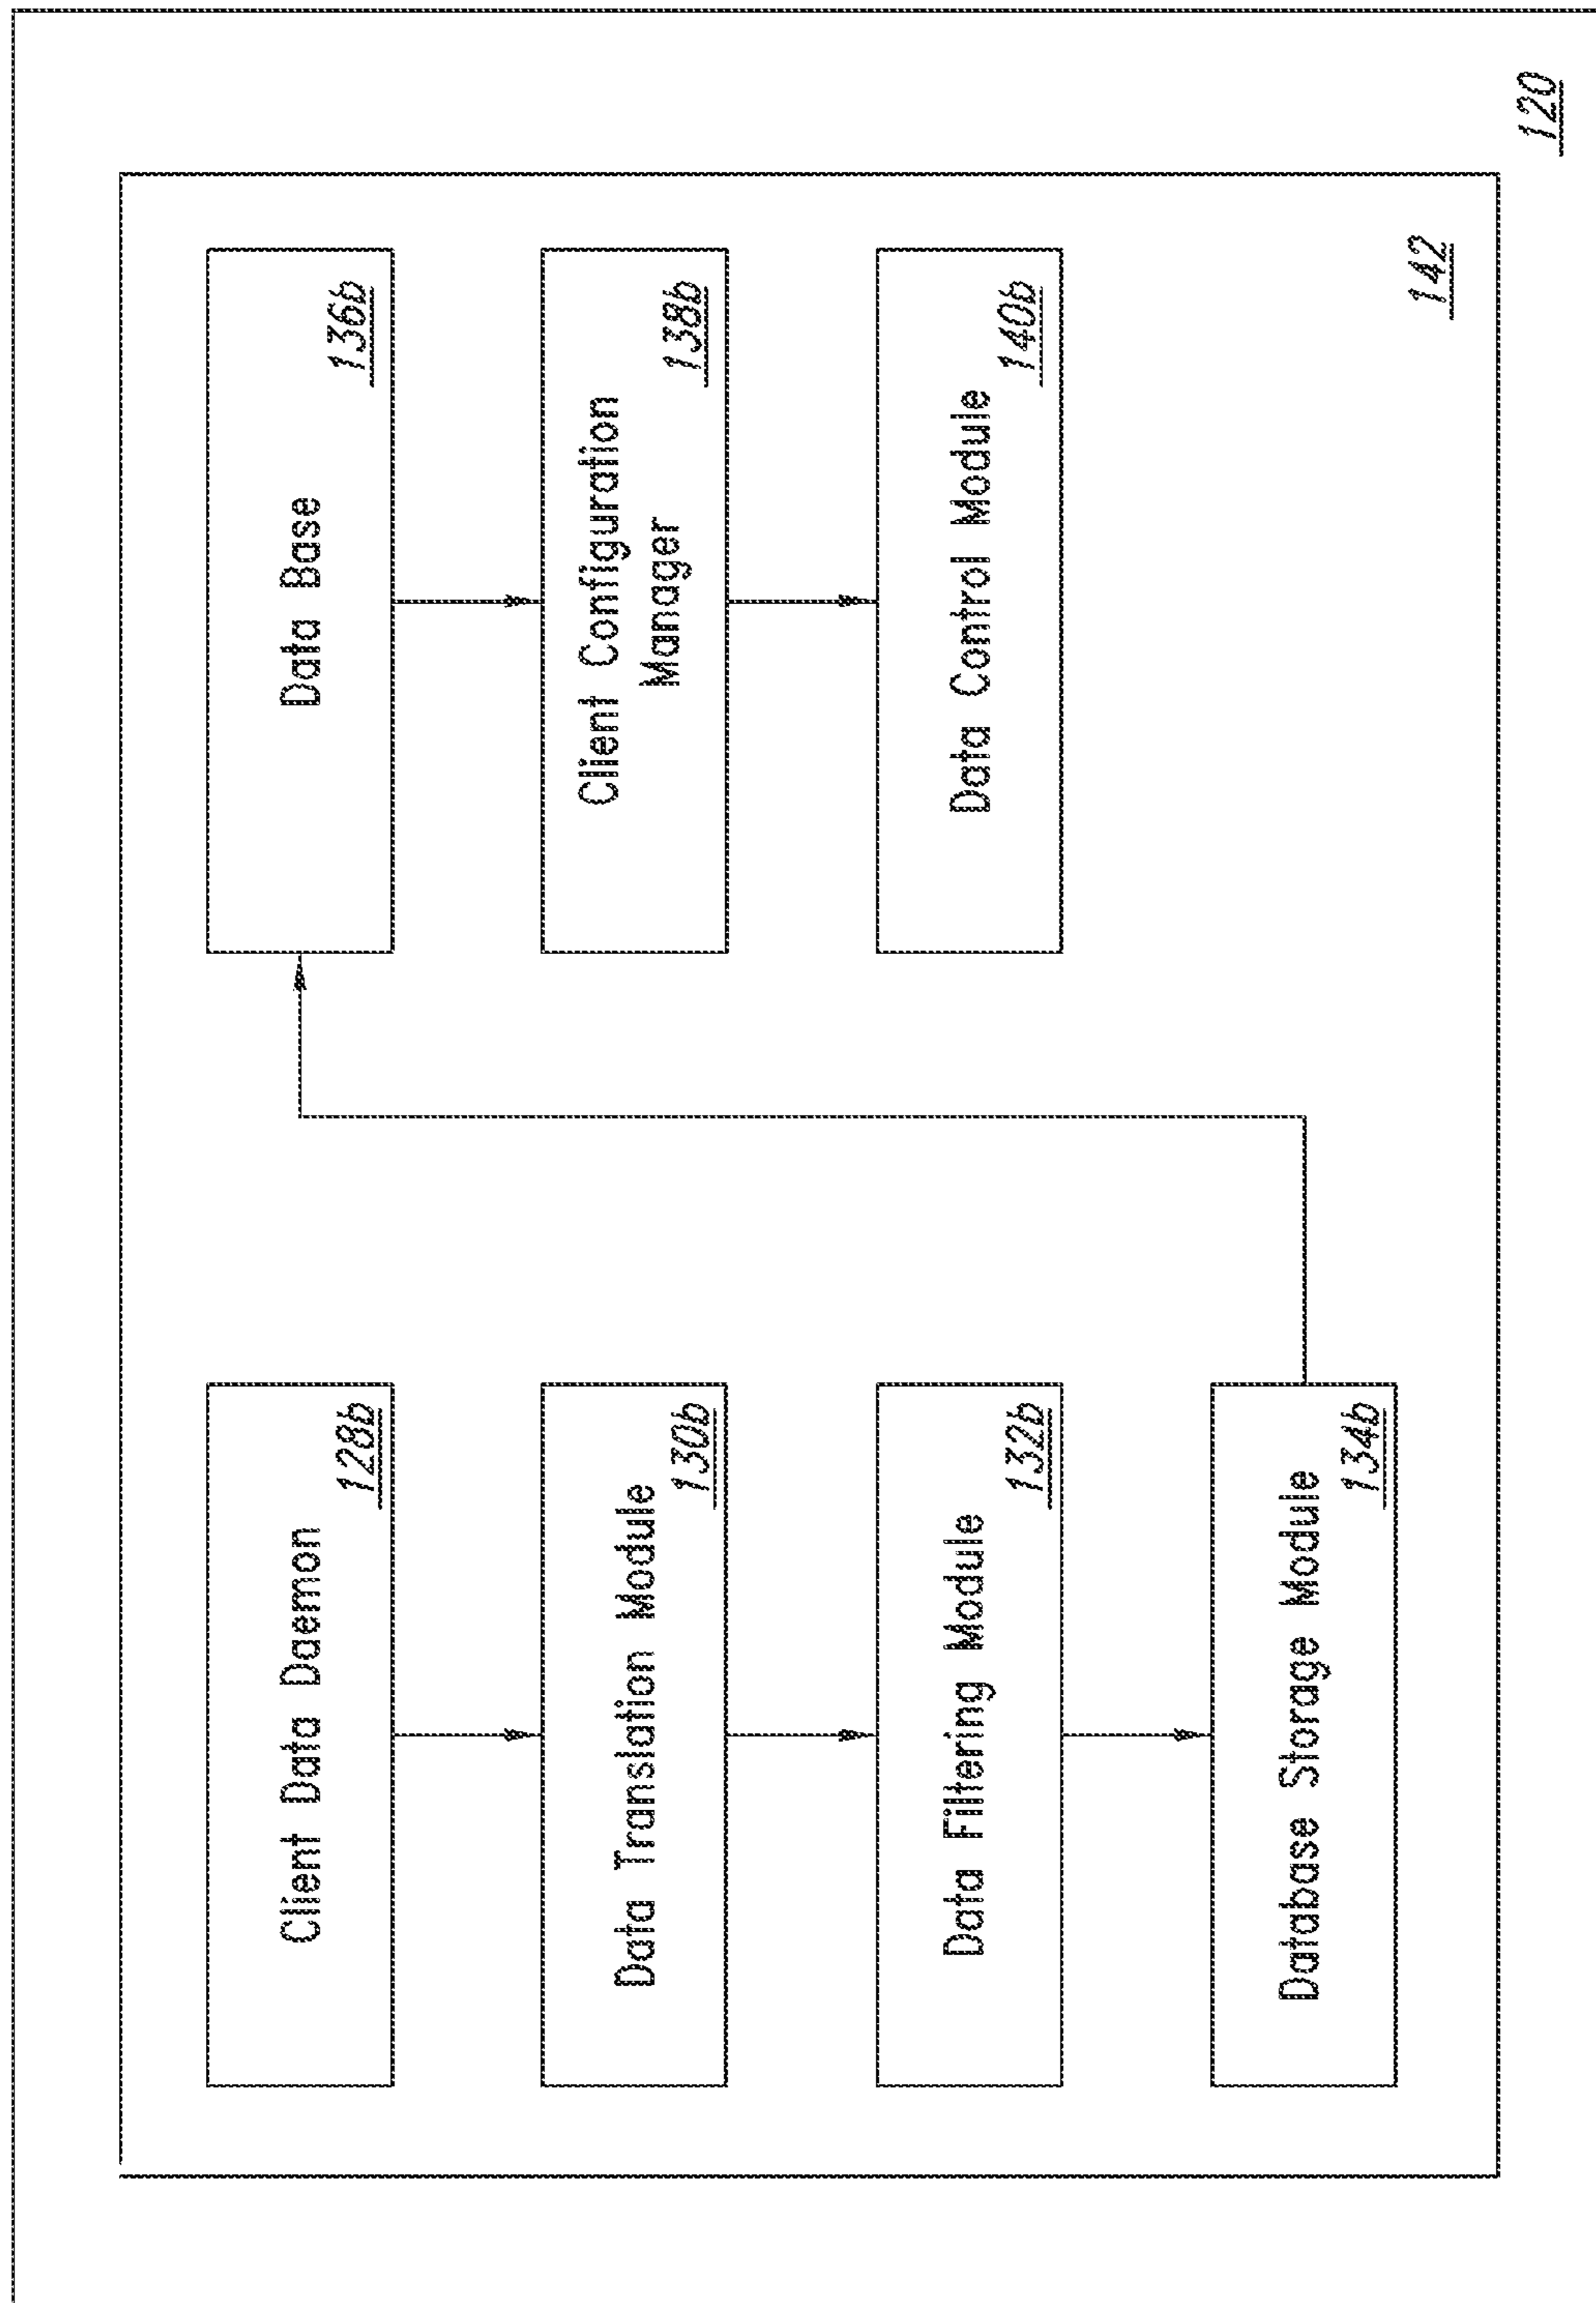 Client Data Daemon
128b
Data Translation Module
130b
Data Filtering Module
132b
Database Storage Module
134b
Data Base
136b
Client Configuration
Manager
138b
Data Control Module
140b
142
120